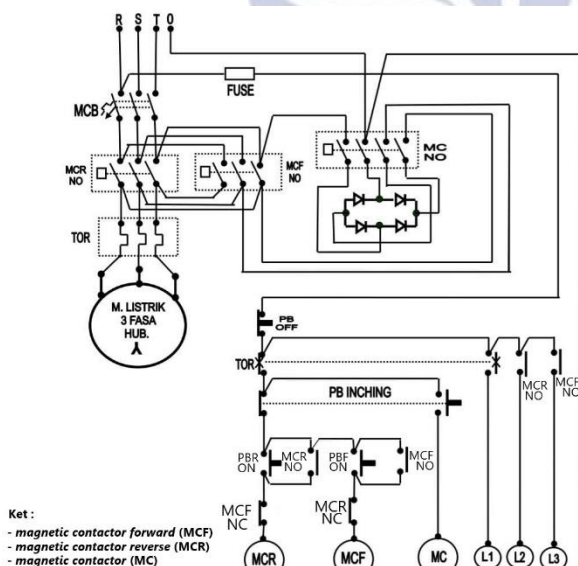 R S T 0
FUSE
MCB
MCR
NO
MCF
NO
MC
NO
TOR
M. LISTRIK
3 FASA
HUB.
PB
OFF
TOR
PB INCHING
MCR
NO
MCF
NO
PBR
ON
MCR
NO
PBF
ON
MCF
NO
MCF
NC
MCR
NC
Ket :
- magnetic contactor forward (MCF)
- magnetic contactor reverse (MCR)
- magnetic contactor (MC)
MCR
MCF
MC
L1
L2
L3